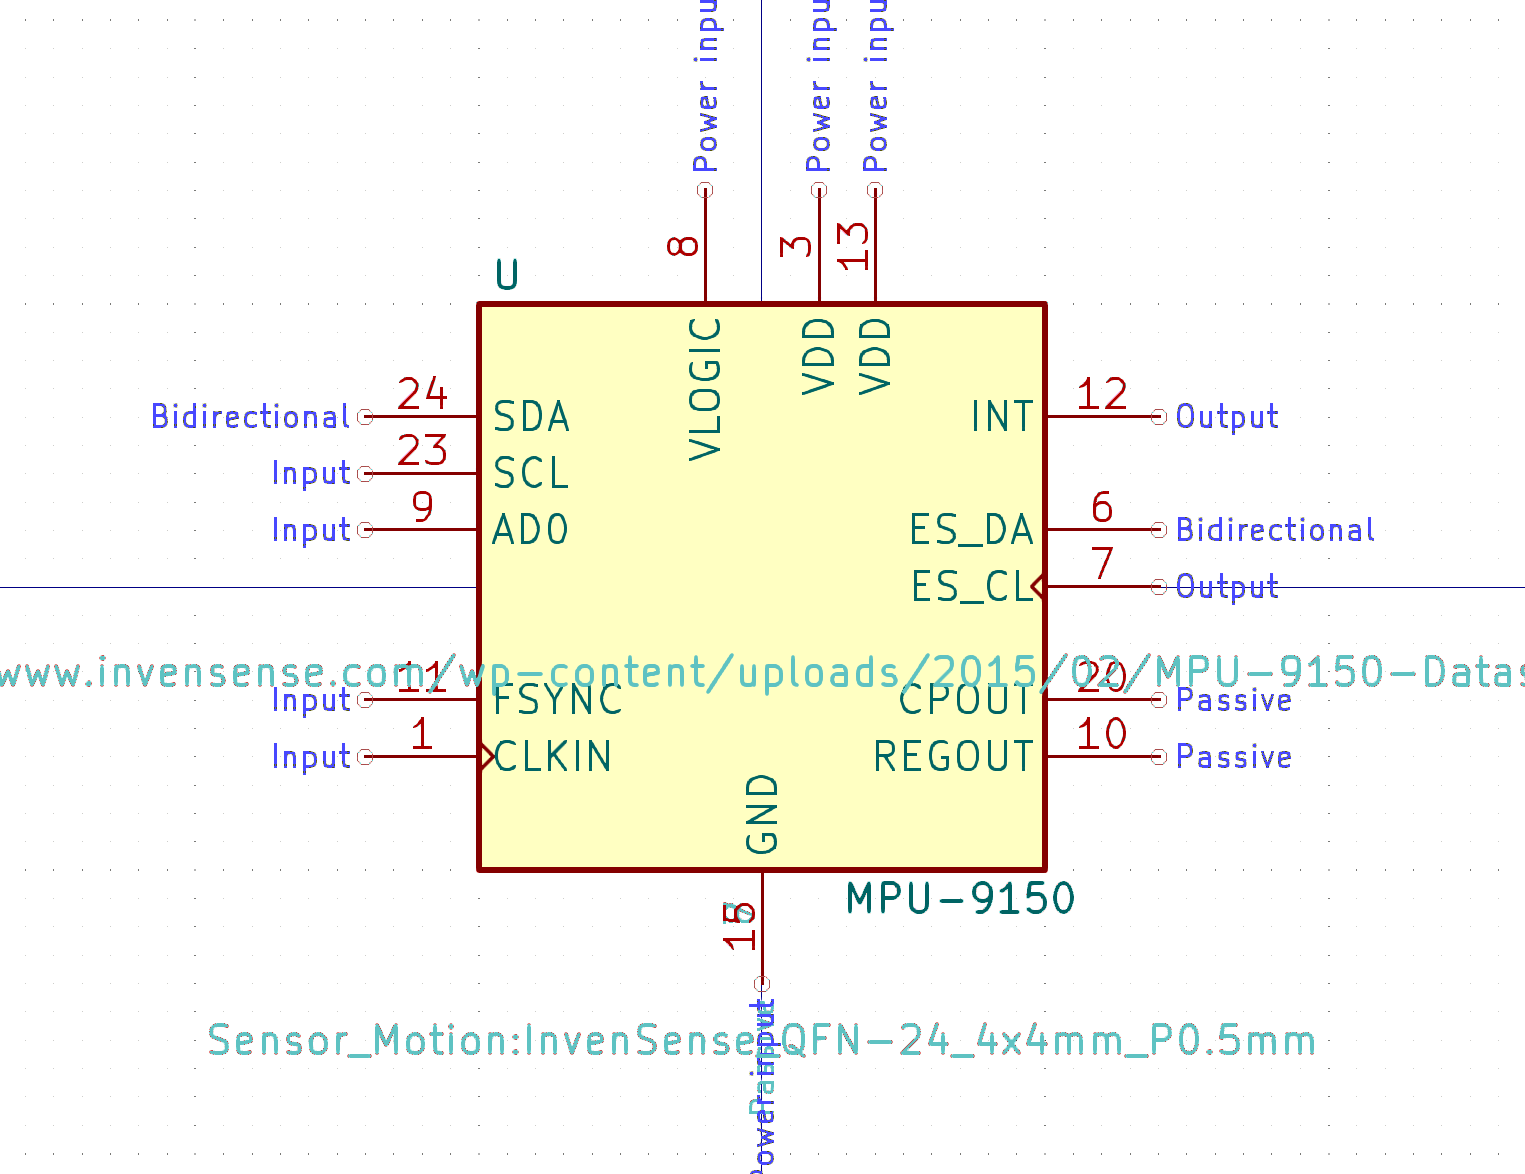 Power inpu
Power inpu
Power inpu
8
3
13
U
VLOGIC
VDD
VDD
Bidirectional 24 SDA
INT 12 Output
Input 23 SCL
Input 9 AD0
ES_DA 6 Bidirectional
ES_CL 7 Output
www.invensense.com/wp-content/uploads/2015/02/MPU-9150-Datas
Input 11 FSYNC
CPOUT 20 Passive
Input 1 CLKIN
REGOUT 10 Passive
GND
MPU-9150
Sensor_Motion:InvenSense_QFN-24_4x4mm_P0.5mm
Power input